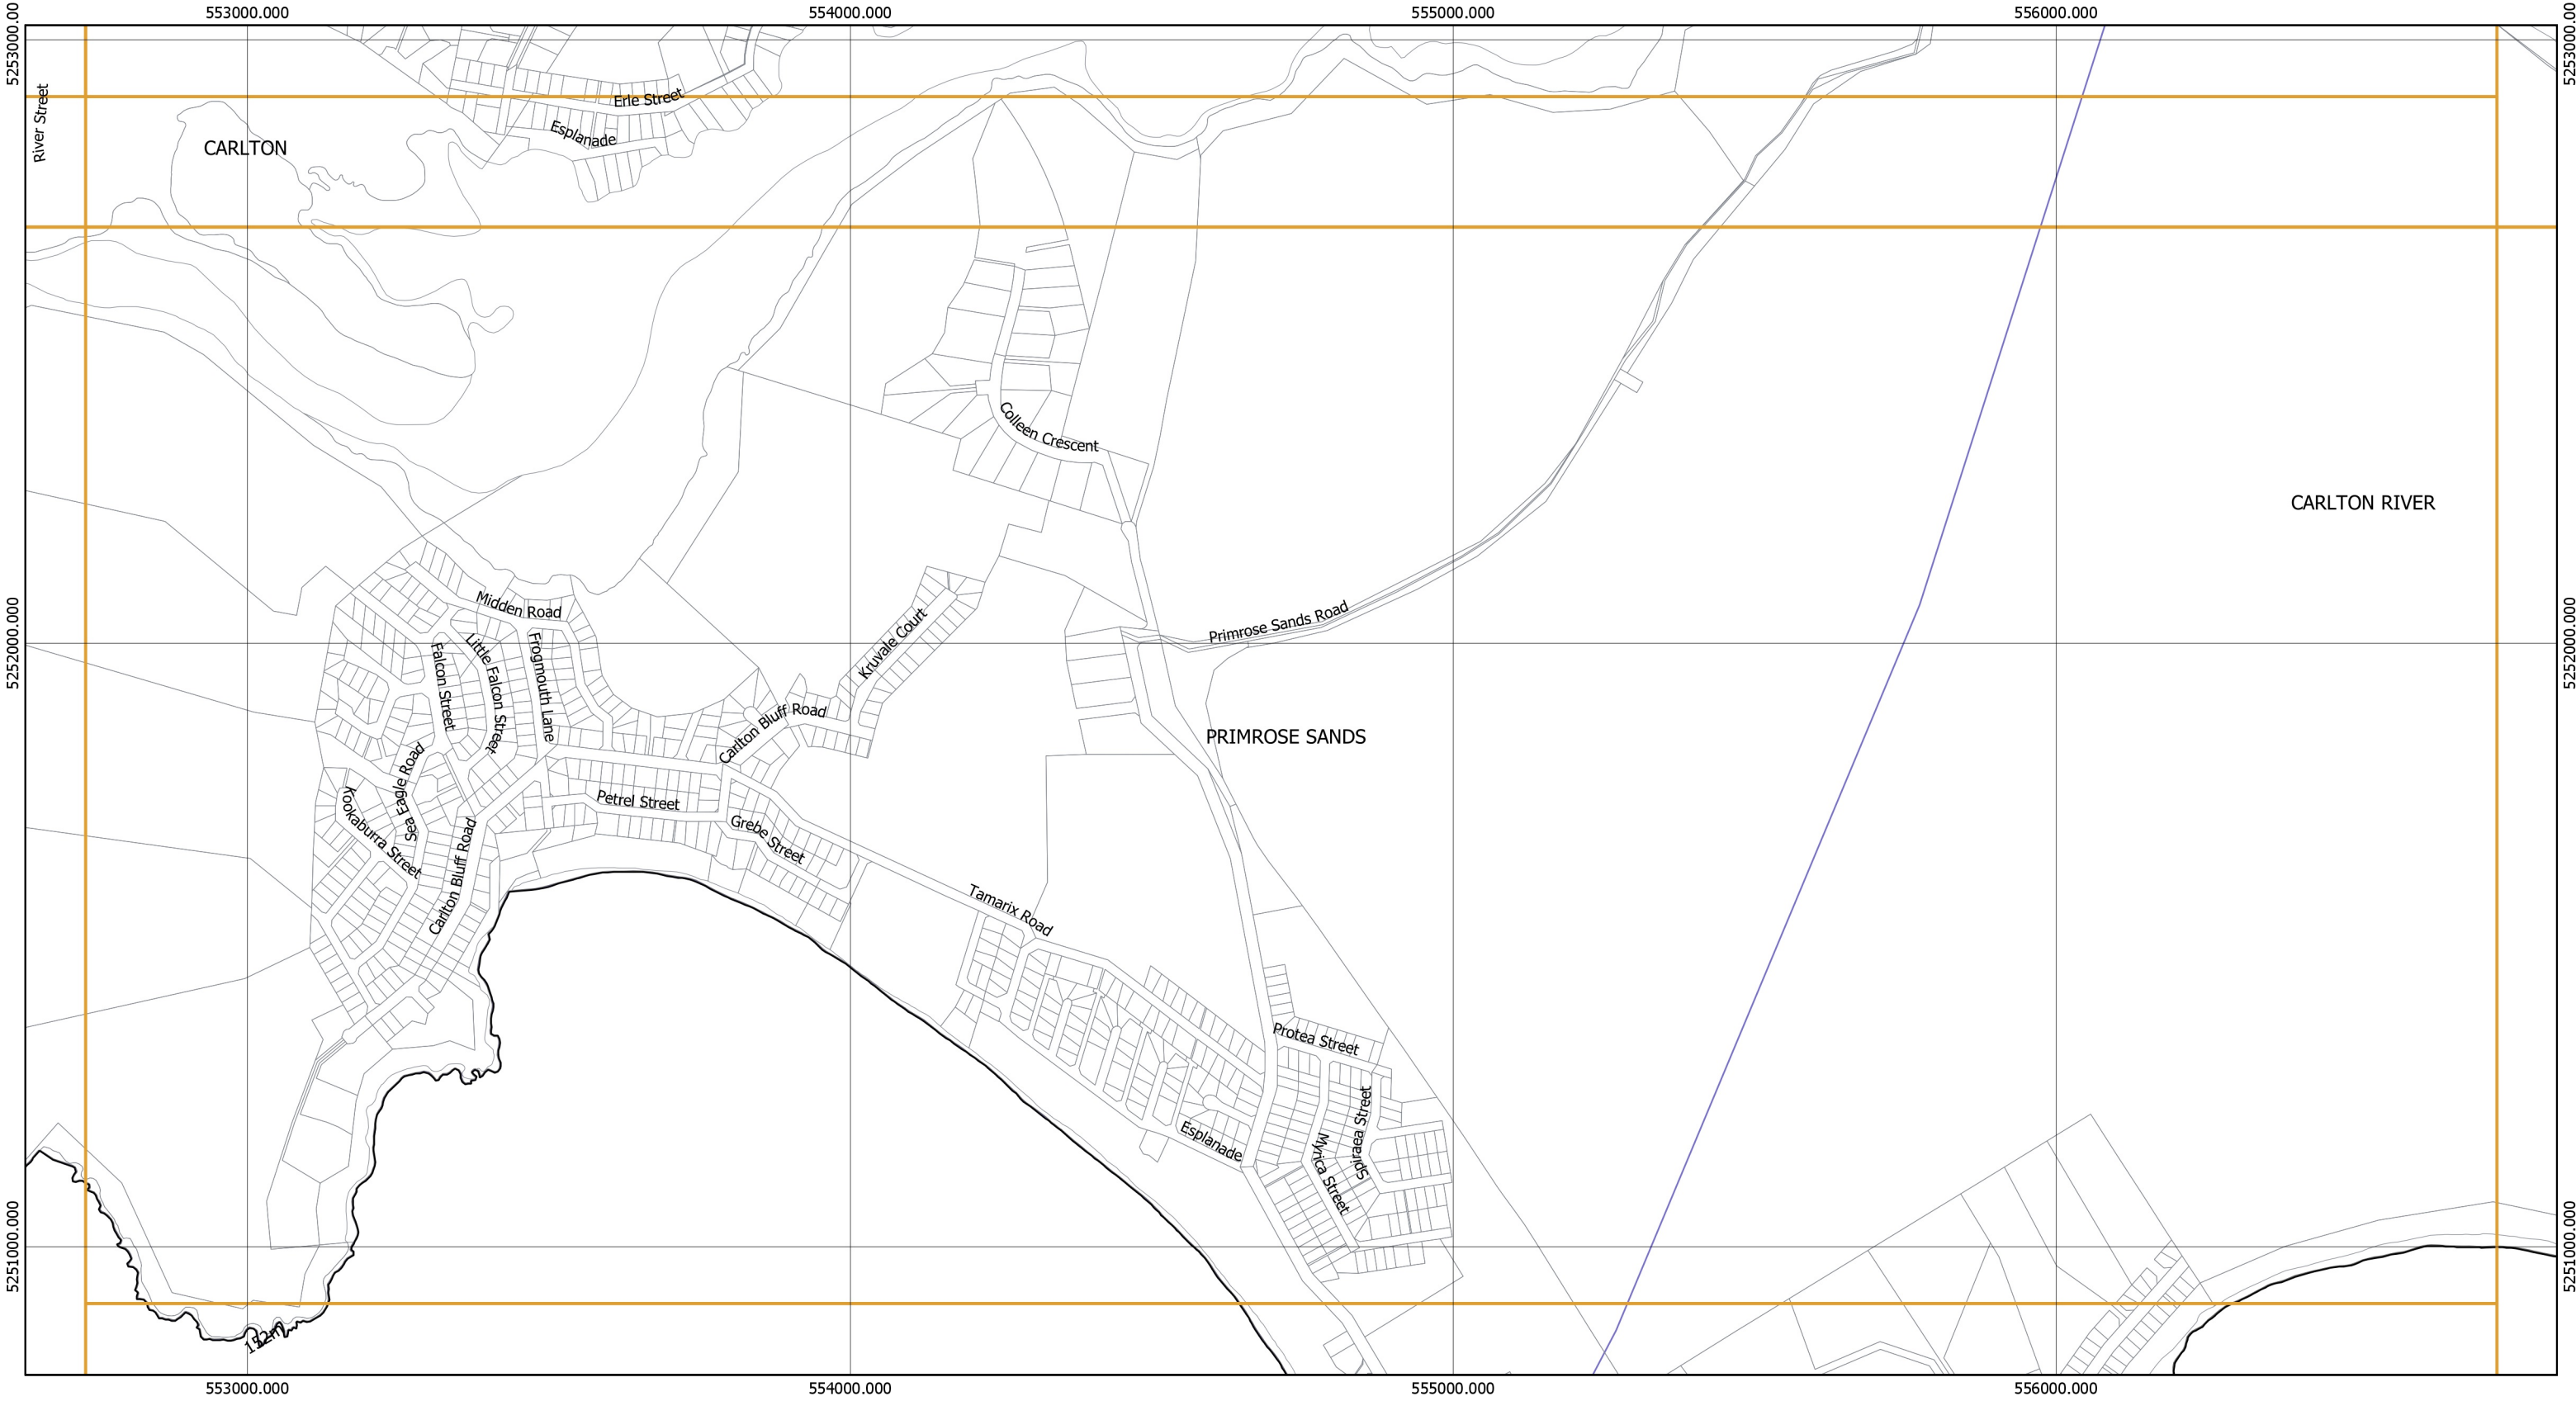 553000.000
554000.000
555000.000
556000.000
5253000.00
5253000.00
River Street
Erle Street
Esplanade
CARLTON
Colleen Crescent
CARLTON RIVER
Midden Road
Kruvale Court
Primrose Sands Road
5252000.000
5252000.000
Falcon Street
Little Falcon Street
Frogmouth Lane
Carlton Bluff Road
PRIMROSE SANDS
Sea Eagle Road
Kookaburra Street
Petrel Street
Grebe Street
Carlton Bluff Road
Tamarix Road
Protea Street
Spiraea Street
Myrica Street
Esplanade
5251000.000
5251000.000
553000.000
554000.000
555000.000
556000.000